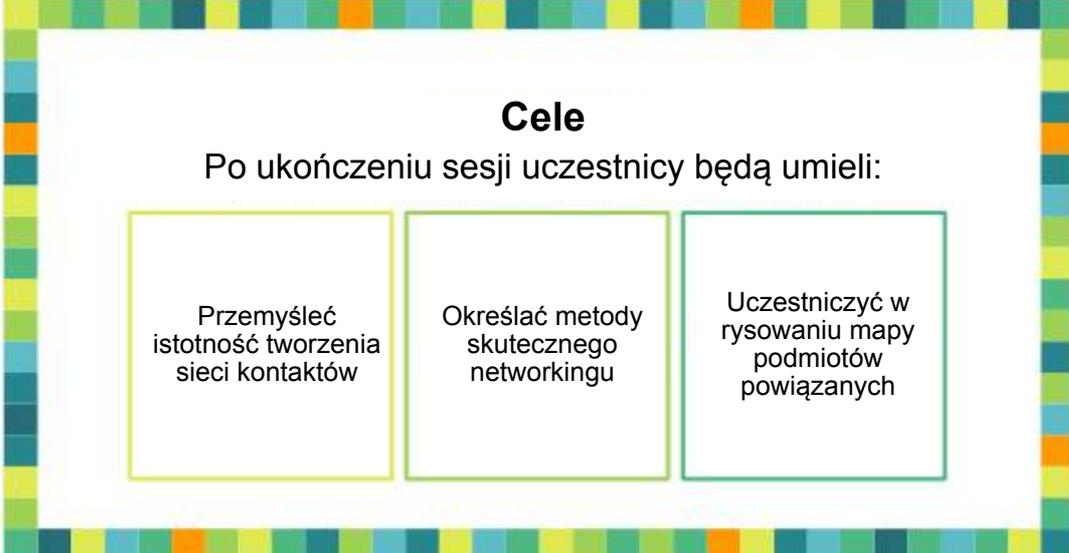 Cele
Po ukończeniu sesji uczestnicy będą umieli:
Przemyśleć
istotność tworzenia
sieci kontaktów
Określać metody
skutecznego
networkingu
Uczestniczyć w
rysowaniu mapy
podmiotów
powiązanych